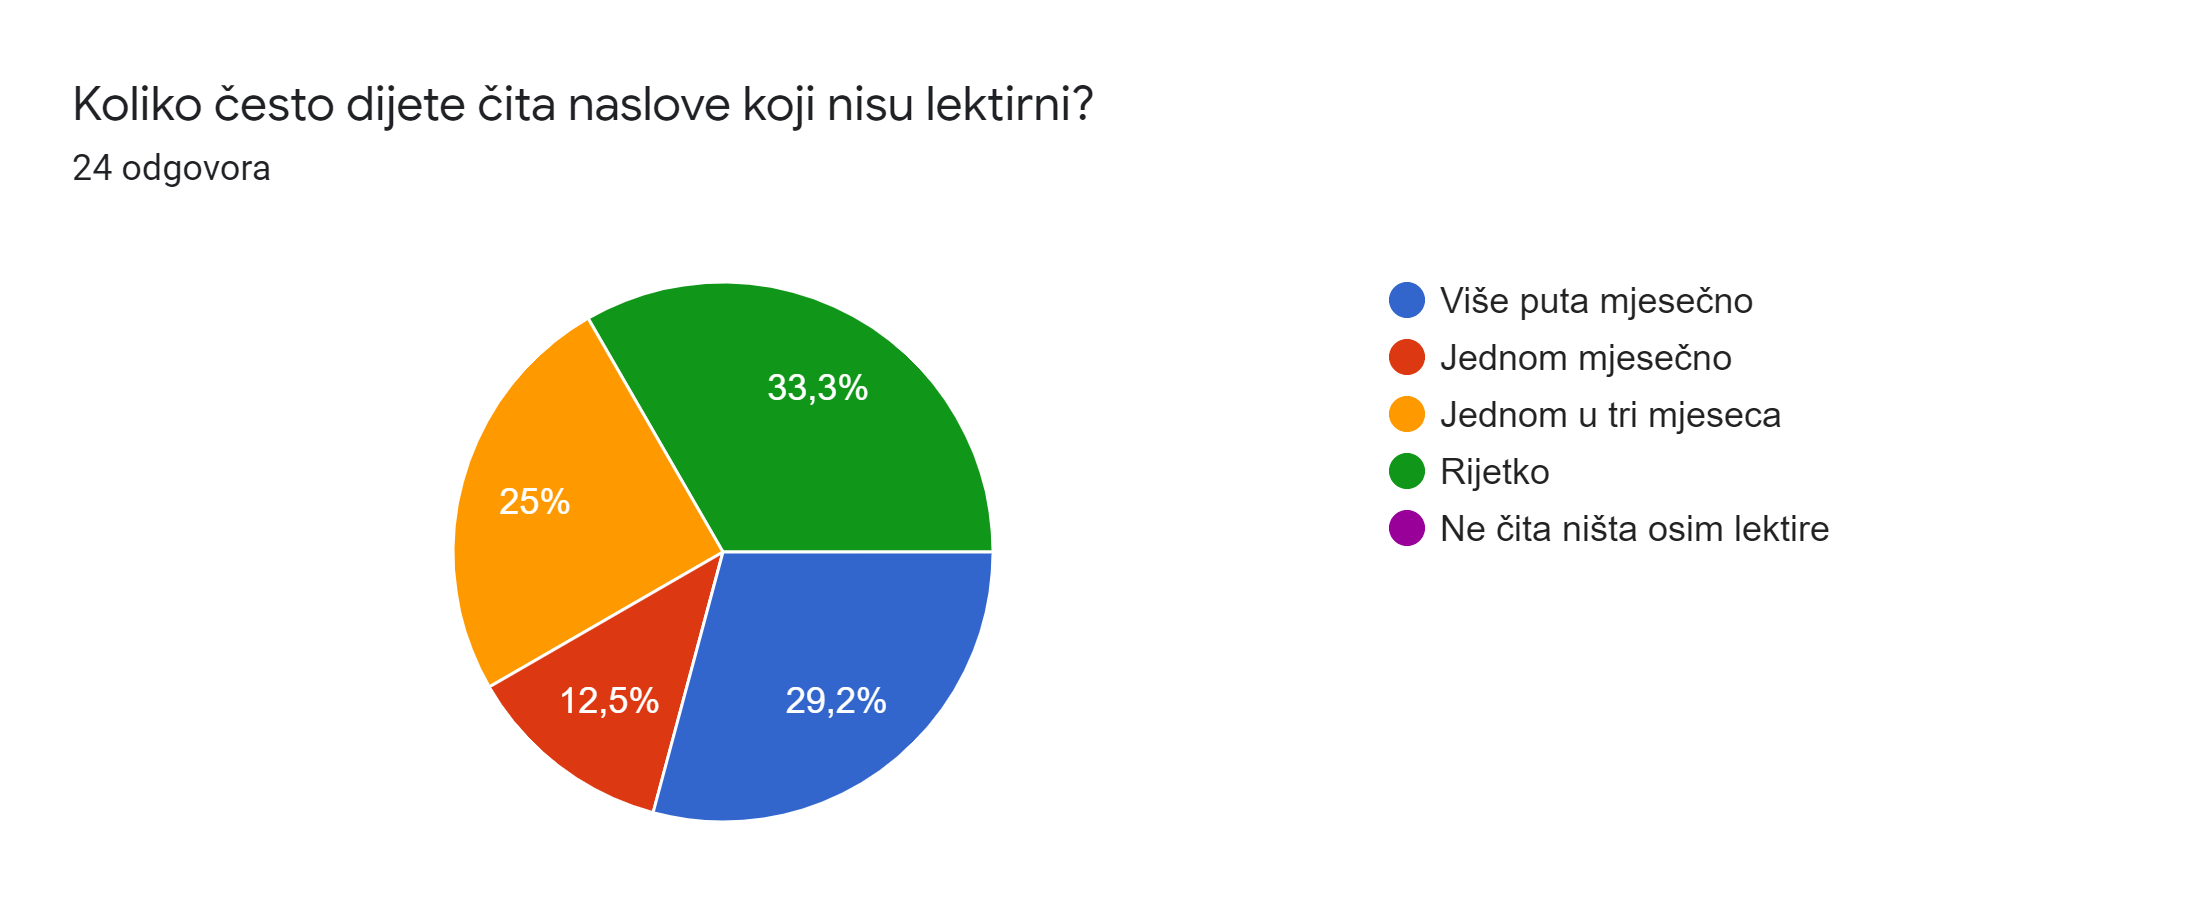 Koliko često dijete čita naslove koji nisu lektirni?
24 odgovora
33,3%
25%
12,5%
29,2%
Više puta mjesečno
Jednom mjesečno
Jednom u tri mjeseca
Rijetko
Ne čita ništa osim lektire